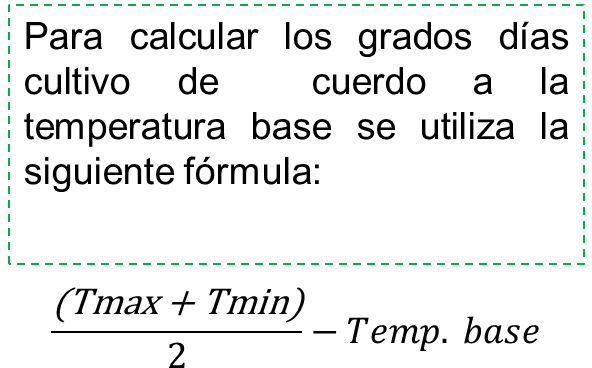 Para calcular los grados días
cultivo de cuerdo a la
temperatura base se utiliza la
siguiente fórmula:
(Tmax + Tmin)
2
− Temp. base